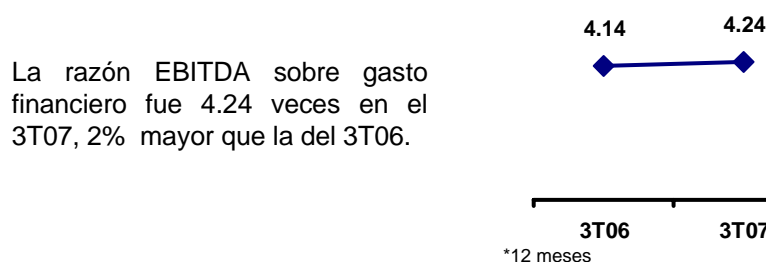 La razón EBITDA sobre gasto
financiero fue 4.24 veces en el
3T07, 2% mayor que la del 3T06.
4.14 4.24
3T06 3T07
*12 meses